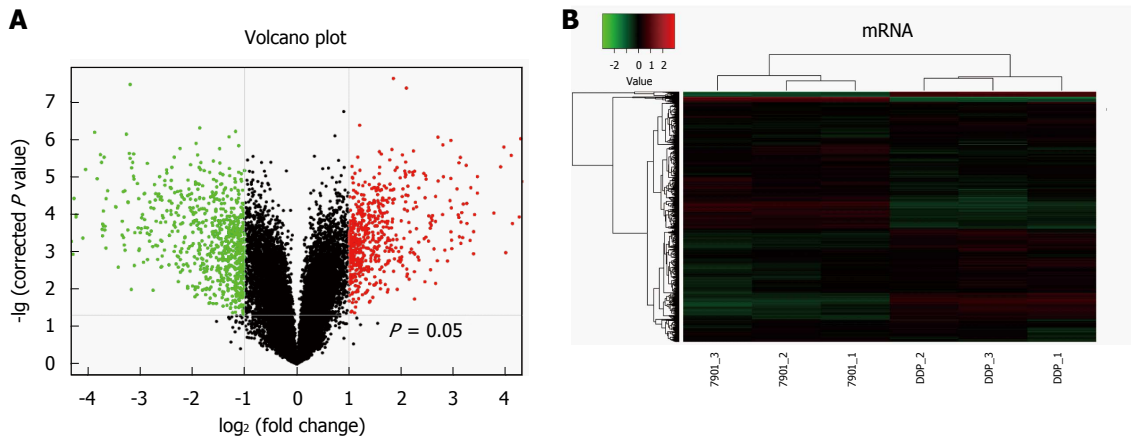 A
Volcano plot
7
6
5
4
3
2
1
0
-lg (corrected P value)
P = 0.05
-4 -3 -2 -1 0 1 2 3 4
log₂ (fold change)
B
mRNA
-2 0 1 2
Value
7901_3 7901_2 7901_1 DDP_2 DDP_3 DDP_1